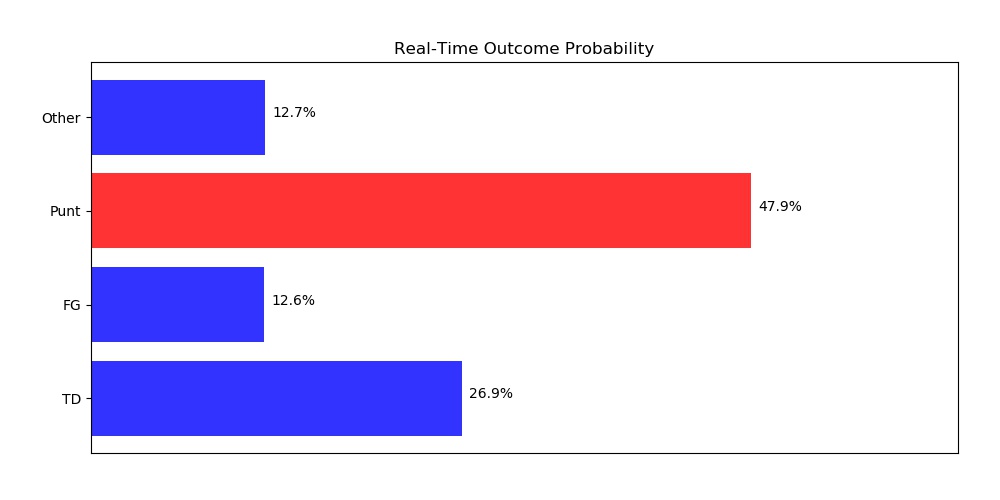 Real-Time Outcome Probability
Other
12.7%
Punt
47.9%
FG
12.6%
TD
26.9%